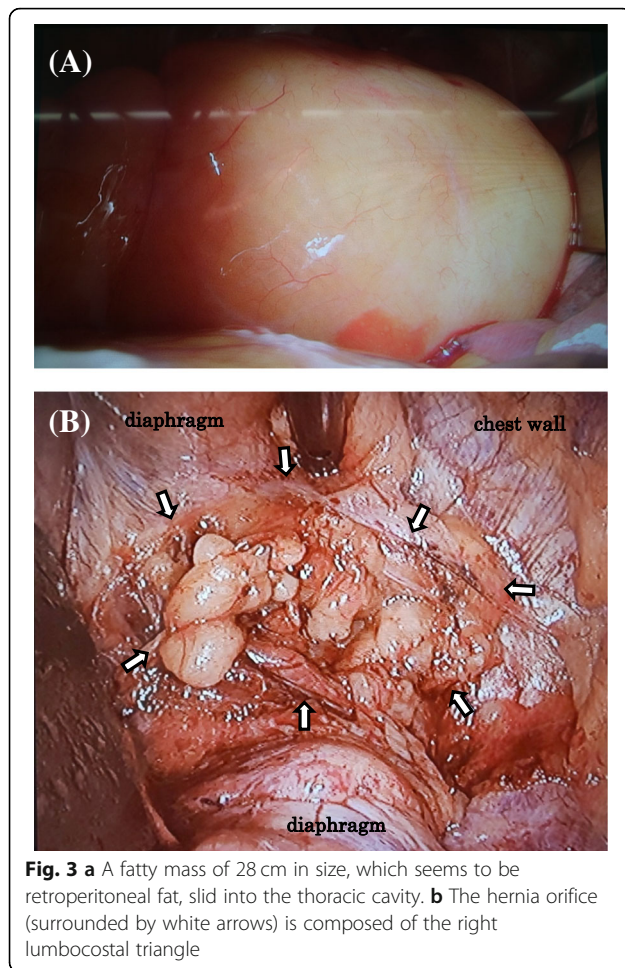 (A)
(B)
diaphragm
chest wall
diaphragm
Fig. 3 a A fatty mass of 28 cm in size, which seems to be
retroperitoneal fat, slid into the thoracic cavity. b The hernia orifice
(surrounded by white arrows) is composed of the right
lumbocostal triangle